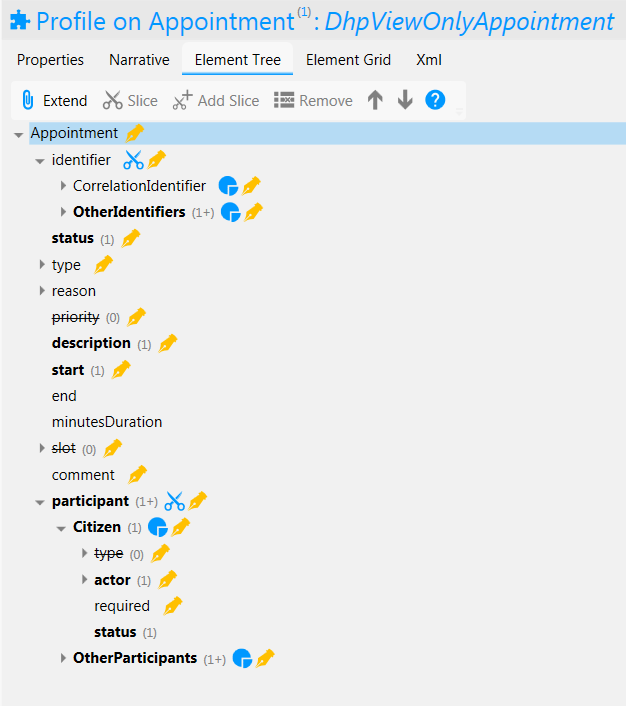 Profile on Appointment(1): DhpViewOnlyAppointment
Properties Narrative Element Tree Element Grid Xml
Extend Slice Add Slice Remove ?
Appointment
identifier
CorrelationIdentifier
OtherIdentifiers (1+)
status (1)
type
reason
priority (0)
description (1)
start (1)
end
minutesDuration
slot (0)
comment
participant (1+)
Citizen (1)
type (0)
actor (1)
required
status (1)
OtherParticipants (1+)